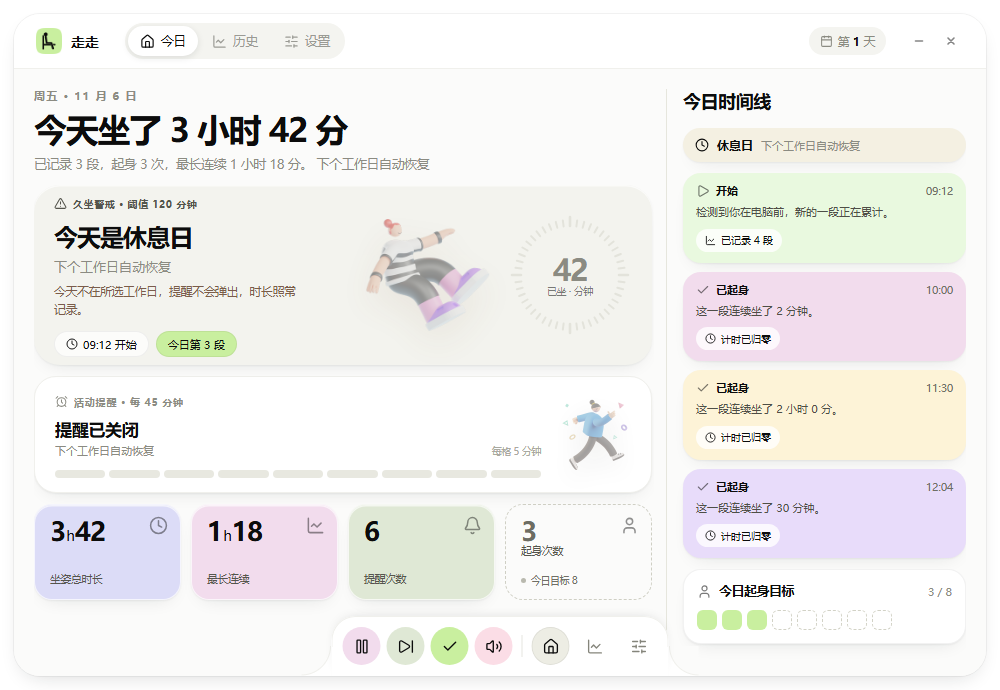 走走
今日
历史
设置
第 1 天
周五 • 11 月 6 日
今天坐了 3 小时 42 分
已记录 3 段，起身 3 次，最长连续 1 小时 18 分。 下个工作日自动恢复
久坐警戒 • 阈值 120 分钟
今天是休息日
下个工作日自动恢复
今天不在所选工作日，提醒不会弹出，时长照常
记录。
09:12 开始
今日第 3 段
42
已坐 · 分钟
活动提醒 • 每 45 分钟
提醒已关闭
下个工作日自动恢复
每格 5 分钟
3h42
坐姿总时长
1h18
最长连续
6
提醒次数
3
起身次数
今日目标 8
今日时间线
休息日 下个工作日自动恢复
开始 09:12
检测到你在电脑前，新的一段正在累计。
已记录 4 段
已起身 10:00
这一段连续坐了 2 分钟。
计时已归零
已起身 11:30
这一段连续坐了 2 小时 0 分。
计时已归零
已起身 12:04
这一段连续坐了 30 分钟。
计时已归零
今日起身目标 3 / 8